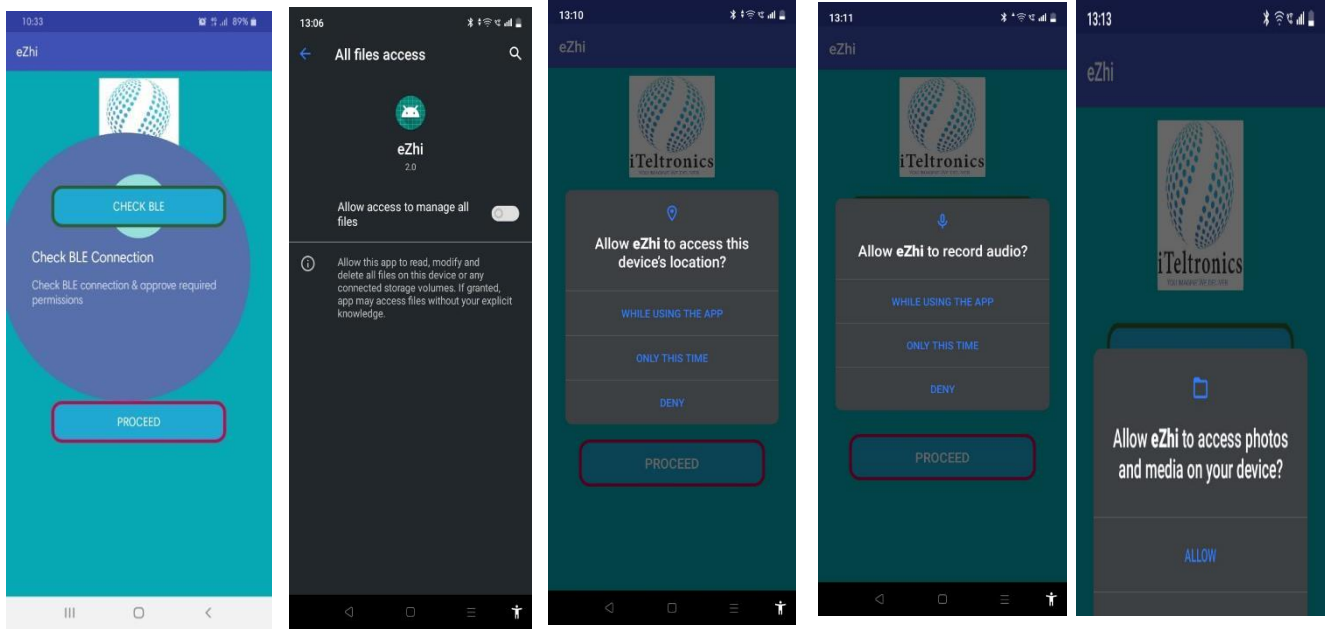 10:33
89%
eZhi
CHECK BLE
Check BLE Connection
Check BLE connection & approve required
permissions
PROCEED
13:06
All files access
eZhi
2.0
Allow access to manage all
files
Allow this app to read, modify and
delete all files on this device or any
connected storage volumes. If granted,
app may access files without your explicit
knowledge.
13:10
eZhi
iTeltronics
Allow eZhi to access this
device's location?
WHILE USING THE APP
ONLY THIS TIME
DENY
PROCEED
13:11
eZhi
iTeltronics
Allow eZhi to record audio?
WHILE USING THE APP
ONLY THIS TIME
DENY
PROCEED
13:13
eZhi
iTeltronics
Allow eZhi to access photos
and media on your device?
ALLOW